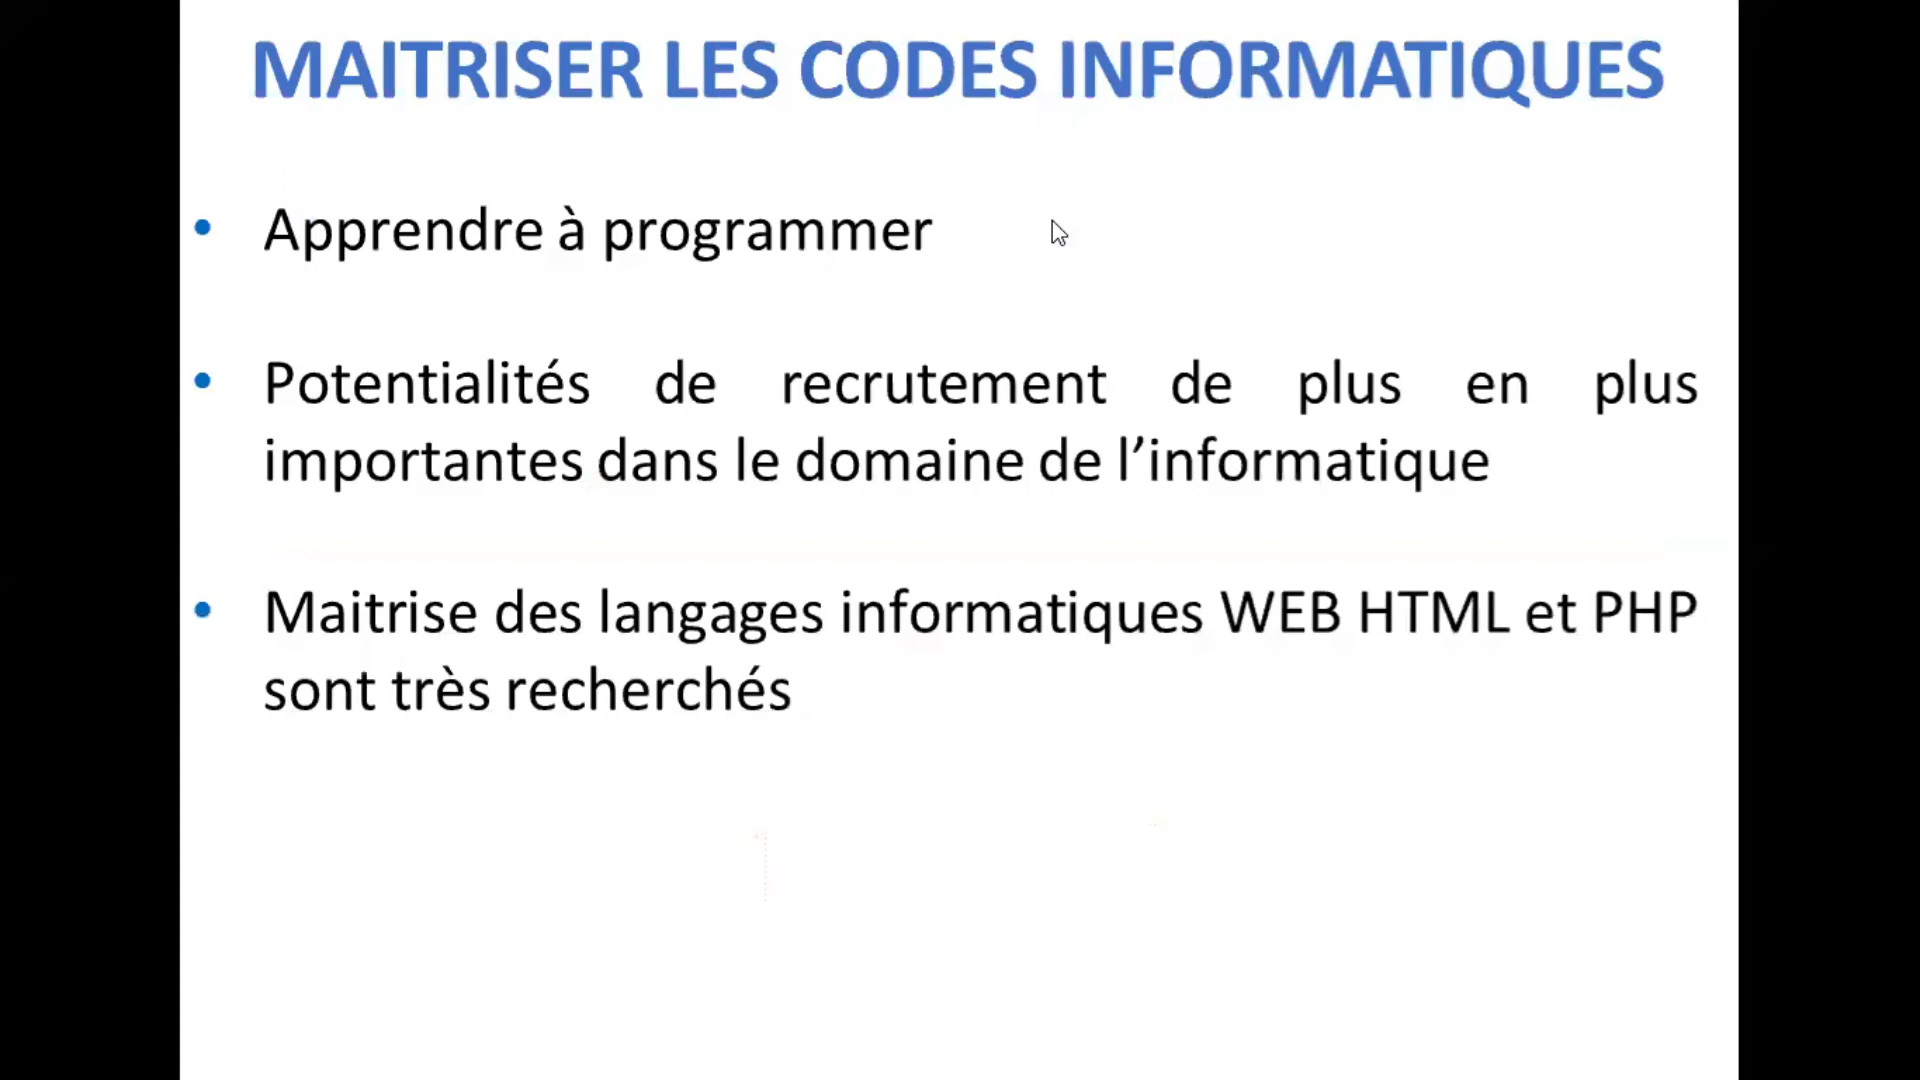 MAITRISER LES CODES INFORMATIQUES
• Apprendre à programmer
• Potentialités de recrutement de plus en plus
importantes dans le domaine de l’informatique
• Maitrise des langages informatiques WEB HTML et PHP
sont très recherchés